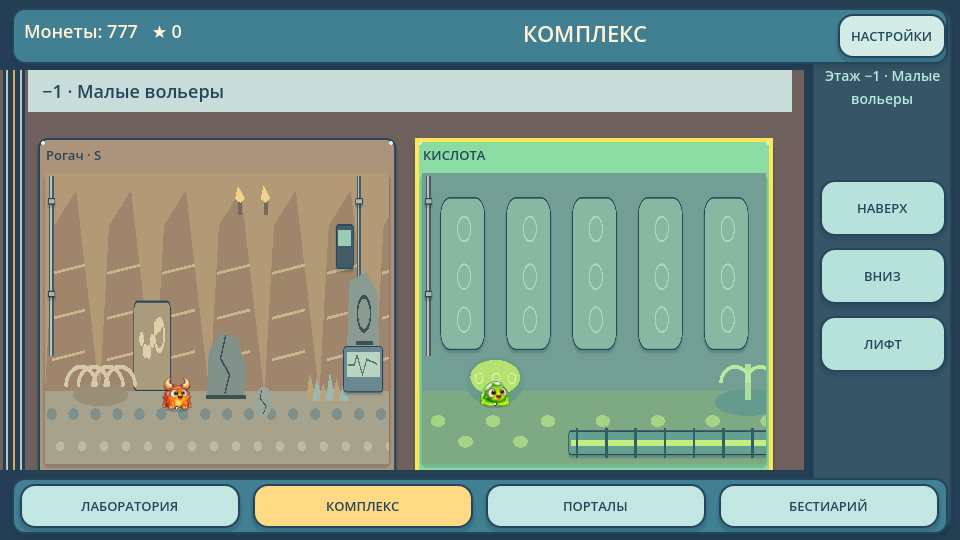 Монеты: 777 ★ 0
КОМПЛЕКС
НАСТРОЙКИ
Этаж −1 · Малые
вольеры
−1 · Малые вольеры
Рогач · S
КИСЛОТА
НАВЕРХ
ВНИЗ
ЛИФТ
ЛАБОРАТОРИЯ
КОМПЛЕКС
ПОРТАЛЫ
БЕСТИАРИЙ